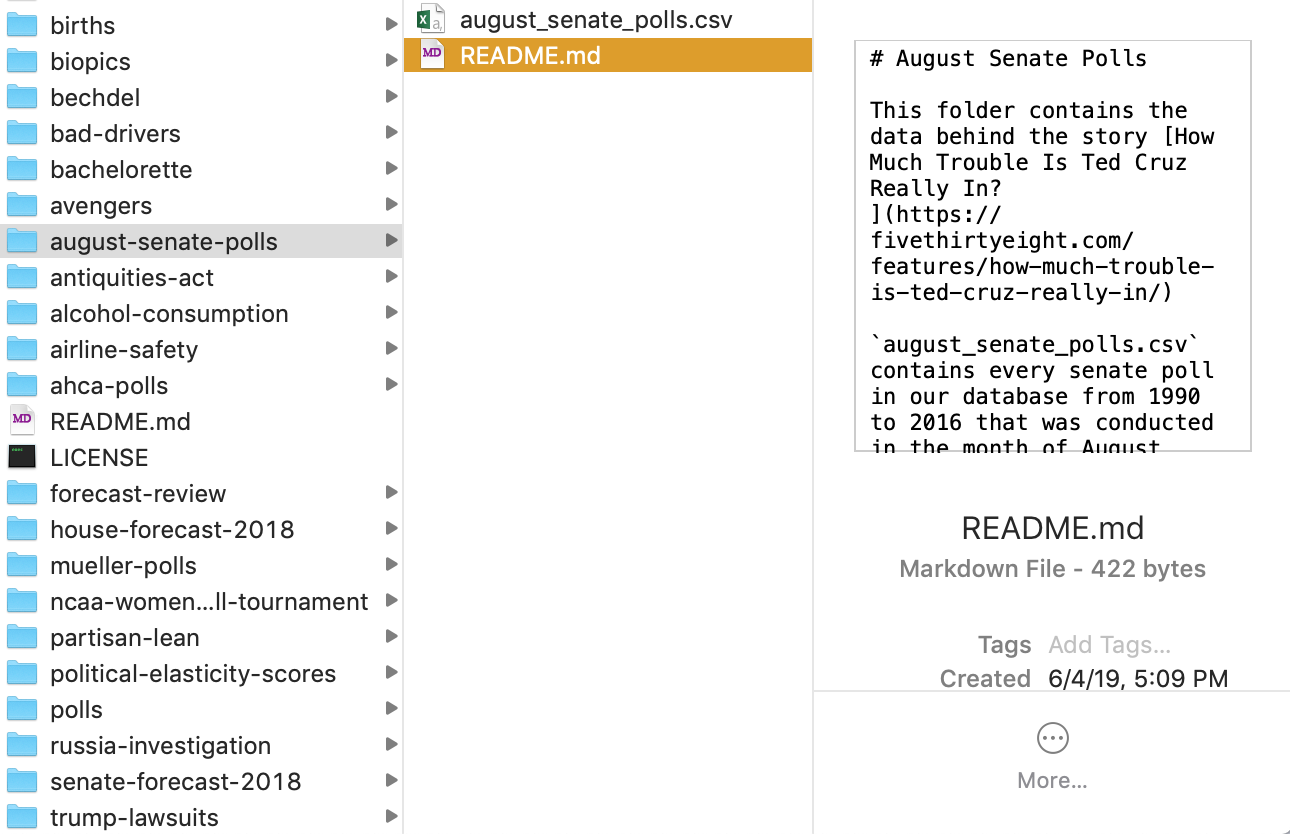 births
biopics
bechdel
bad-drivers
bachelorette
avengers
august-senate-polls
antiquities-act
alcohol-consumption
airline-safety
ahca-polls
MD README.md
LICENSE
forecast-review
house-forecast-2018
mueller-polls
ncaa-women...ll-tournament
partisan-lean
political-elasticity-scores
polls
russia-investigation
senate-forecast-2018
trump-lawsuits
X a, august_senate_polls.csv
MD README.md
# August Senate Polls
This folder contains the
data behind the story [How
Much Trouble Is Ted Cruz
Really In?
](https://
fivethirtyeight.com/
features/how-much-trouble-
is-ted-cruz-really-in/)
`august_senate_polls.csv`
contains every senate poll
in our database from 1990
to 2016 that was conducted
in the month of August
README.md
Markdown File - 422 bytes
Tags Add Tags...
Created 6/4/19, 5:09 PM
More...